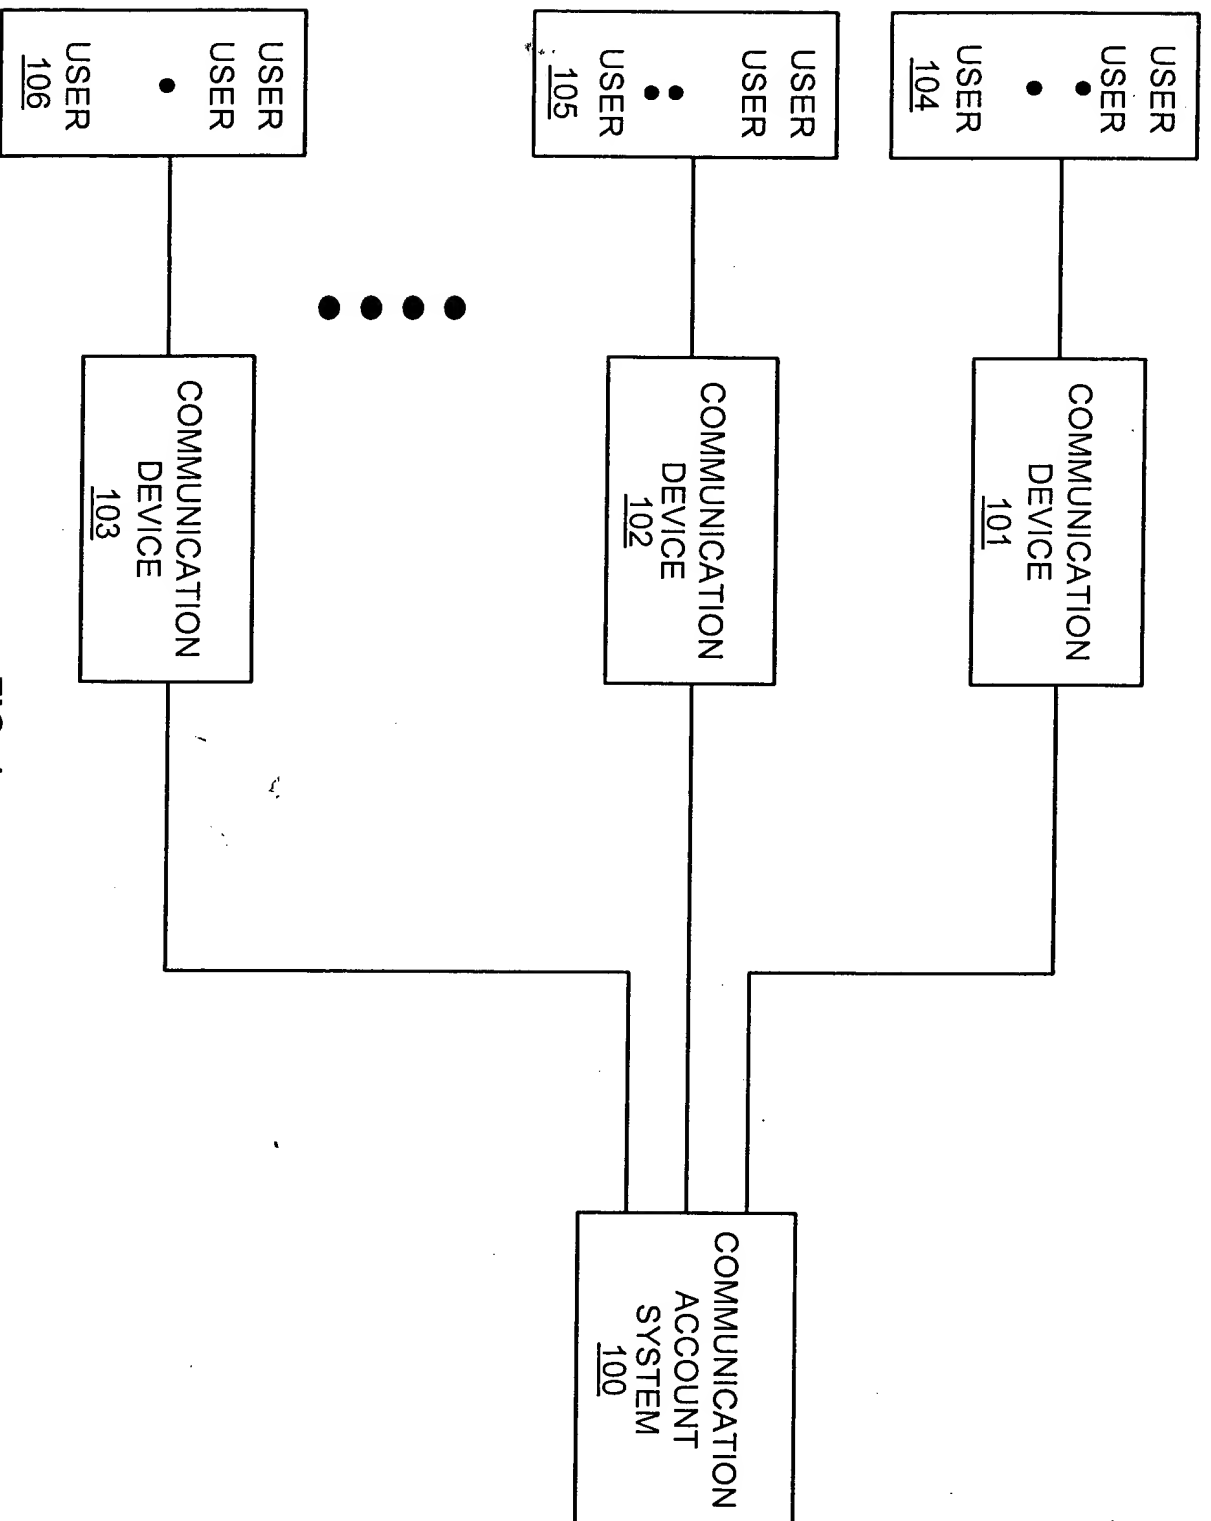 USER
USER
USER
104
COMMUNICATION
DEVICE
101
USER
USER
USER
105
COMMUNICATION
DEVICE
102
COMMUNICATION
ACCOUNT
SYSTEM
100
USER
USER
USER
106
COMMUNICATION
DEVICE
103